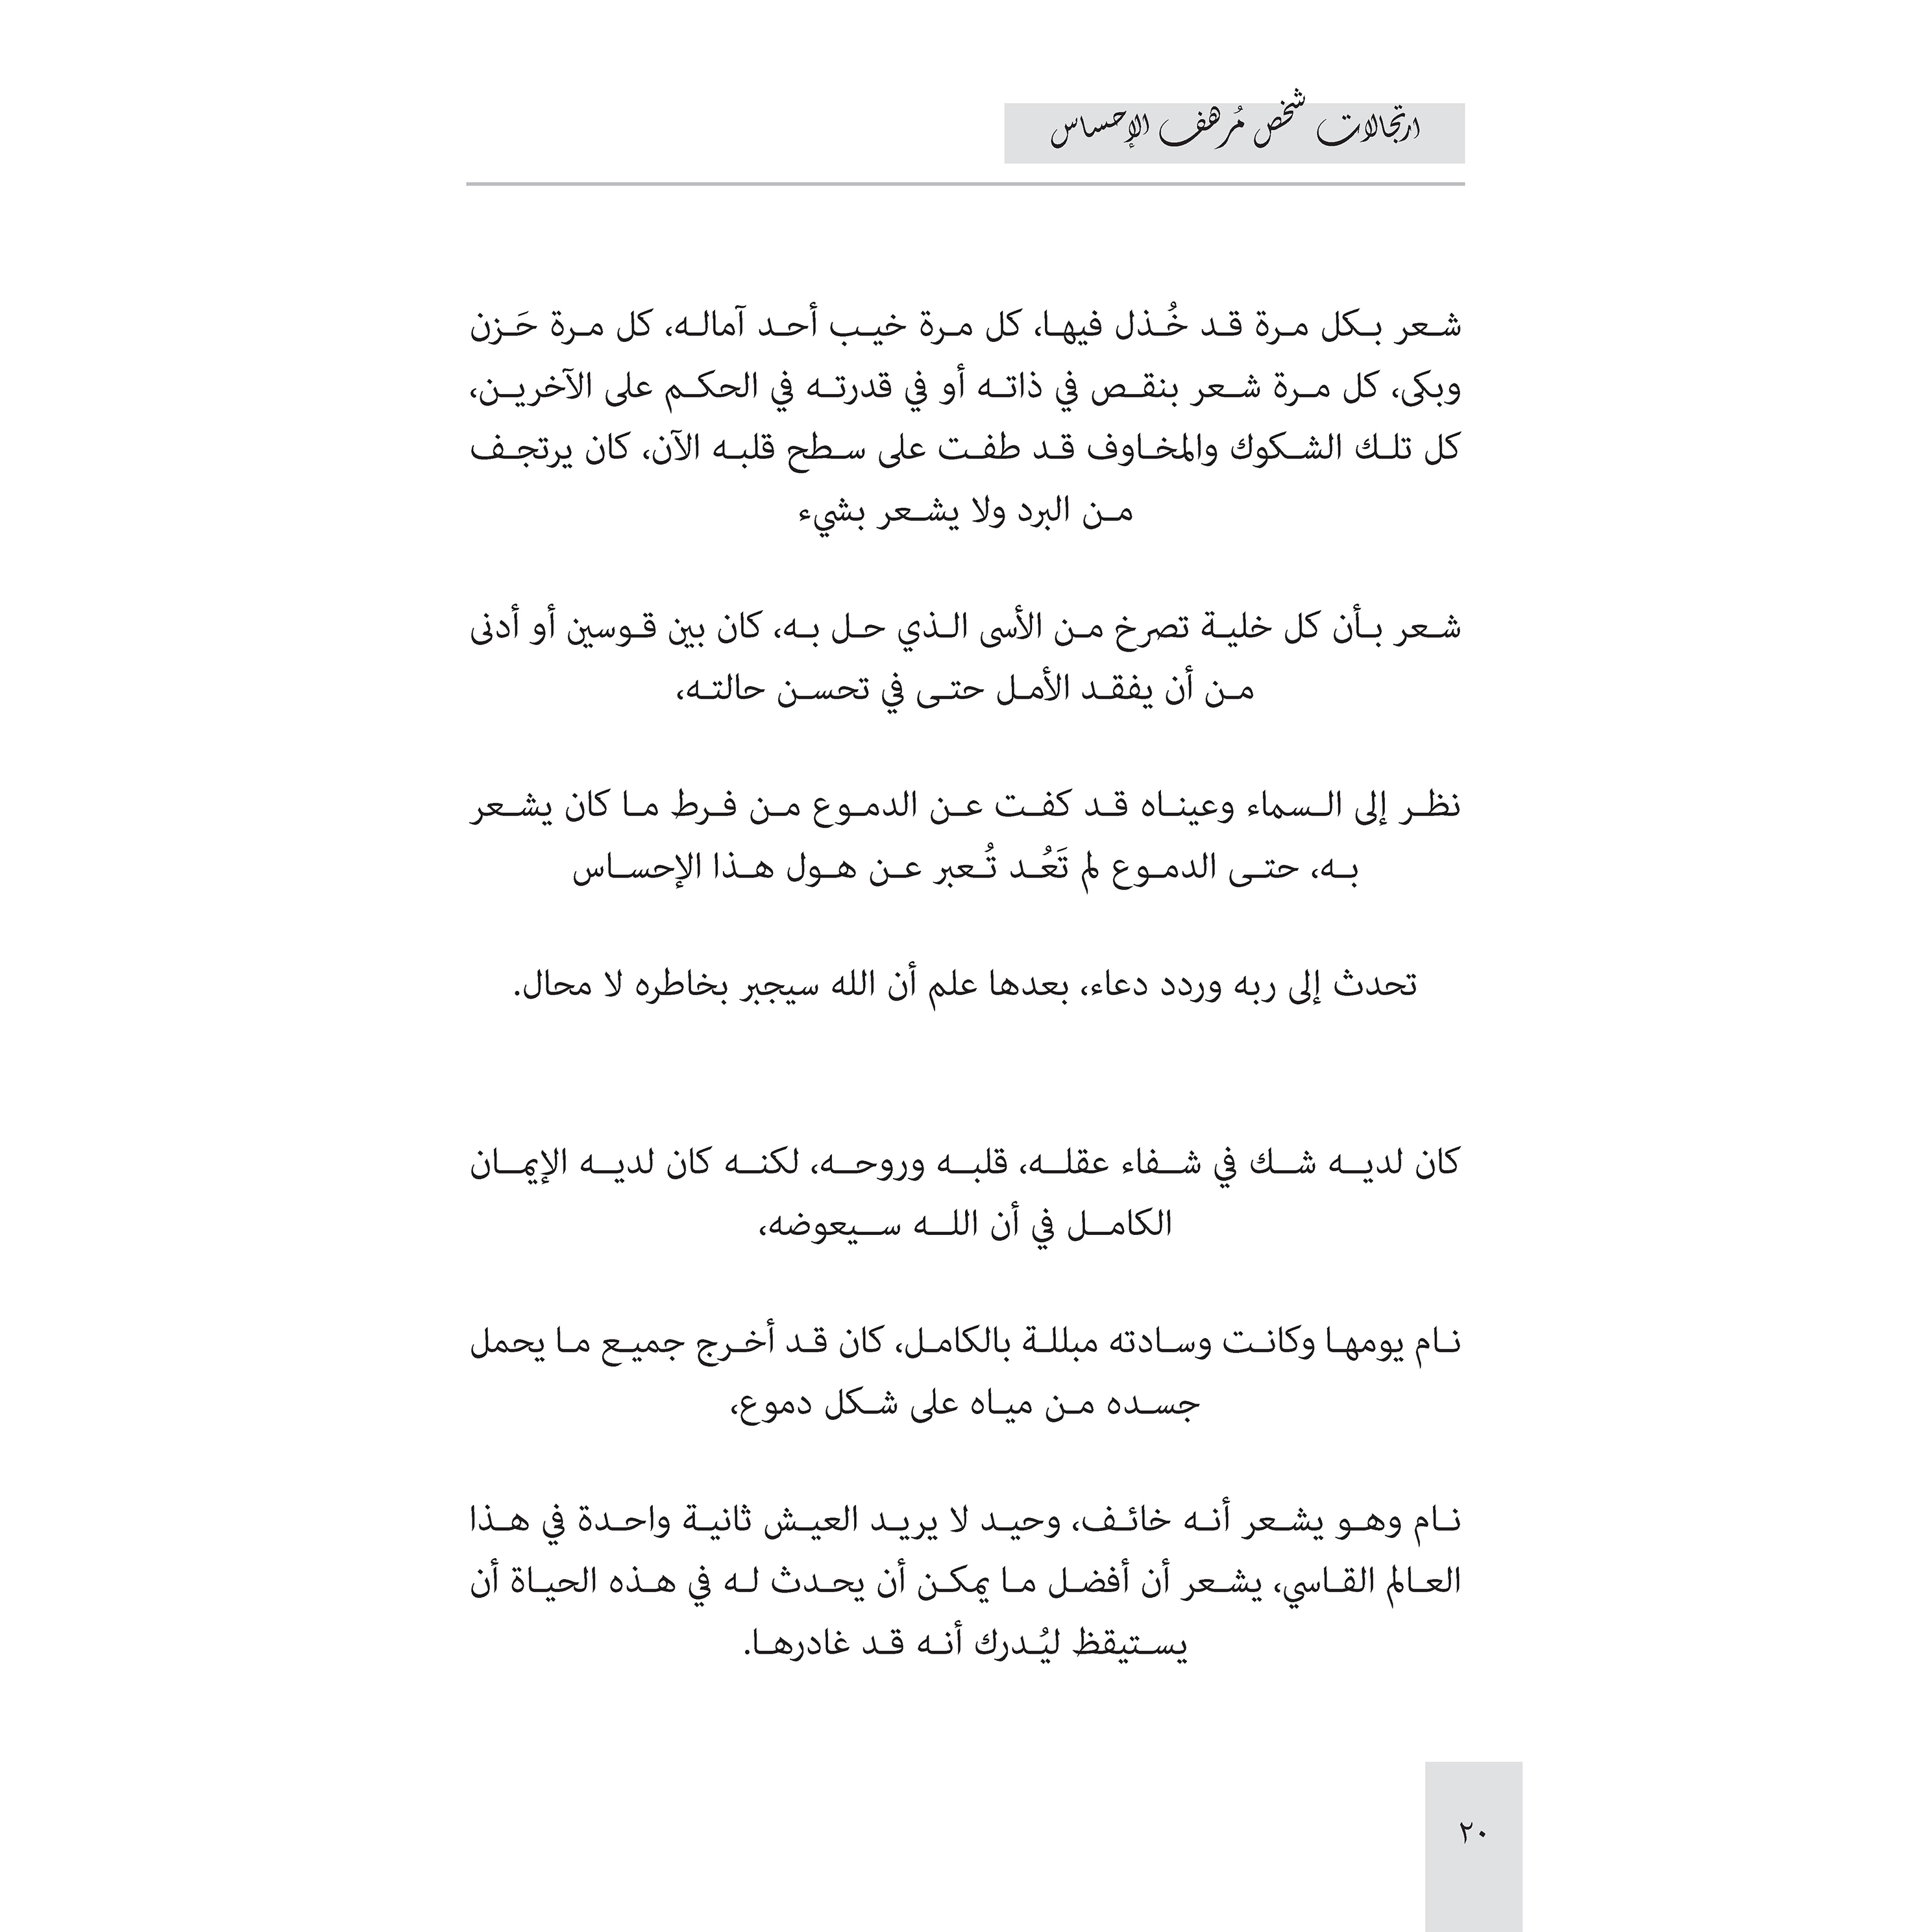 ارتجالات شخص مُرهف الإحساس
شعر بكل مرة قد خُذل فيها، كل مرة خيب أحد آماله، كل مرة حَزن
وبكى، كل مرة شعر بنقص في ذاته أو في قدرته في الحكم على الآخرين،
كل تلك الشكوك والمخاوف قد طفت على سطح قلبه الآن، كان يرتجف
من البرد ولا يشعر بشيء
شعر بأن كل خلية تصرخ من الأسى الذي حل به، كان بين قوسين أو أدنى
من أن يفقد الأمل حتى في تحسن حالته،
نظر إلى السماء وعيناه قد كفت عن الدموع من فرط ما كان يشعر
به، حتى الدموع لم تَعُد تُعبر عن هول هذا الإحساس
تحدث إلى ربه وردد دعاء، بعدها علم أن الله سيجبر بخاطره لا محال.
كان لديه شك في شفاء عقله، قلبه وروحه، لكنه كان لديه الإيمان
الكامل في أن الله سيعوضه،
نام يومها وكانت وسادته مبللة بالكامل، كان قد أخرج جميع ما يحمل
جسده من مياه على شكل دموع،
نام وهو يشعر أنه خائف، وحيد لا يريد العيش ثانية واحدة في هذا
العالم القاسي، يشعر أن أفضل ما يمكن أن يحدث له في هذه الحياة أن
يستيقظ ليُدرك أنه قد غادرها.
٢٠